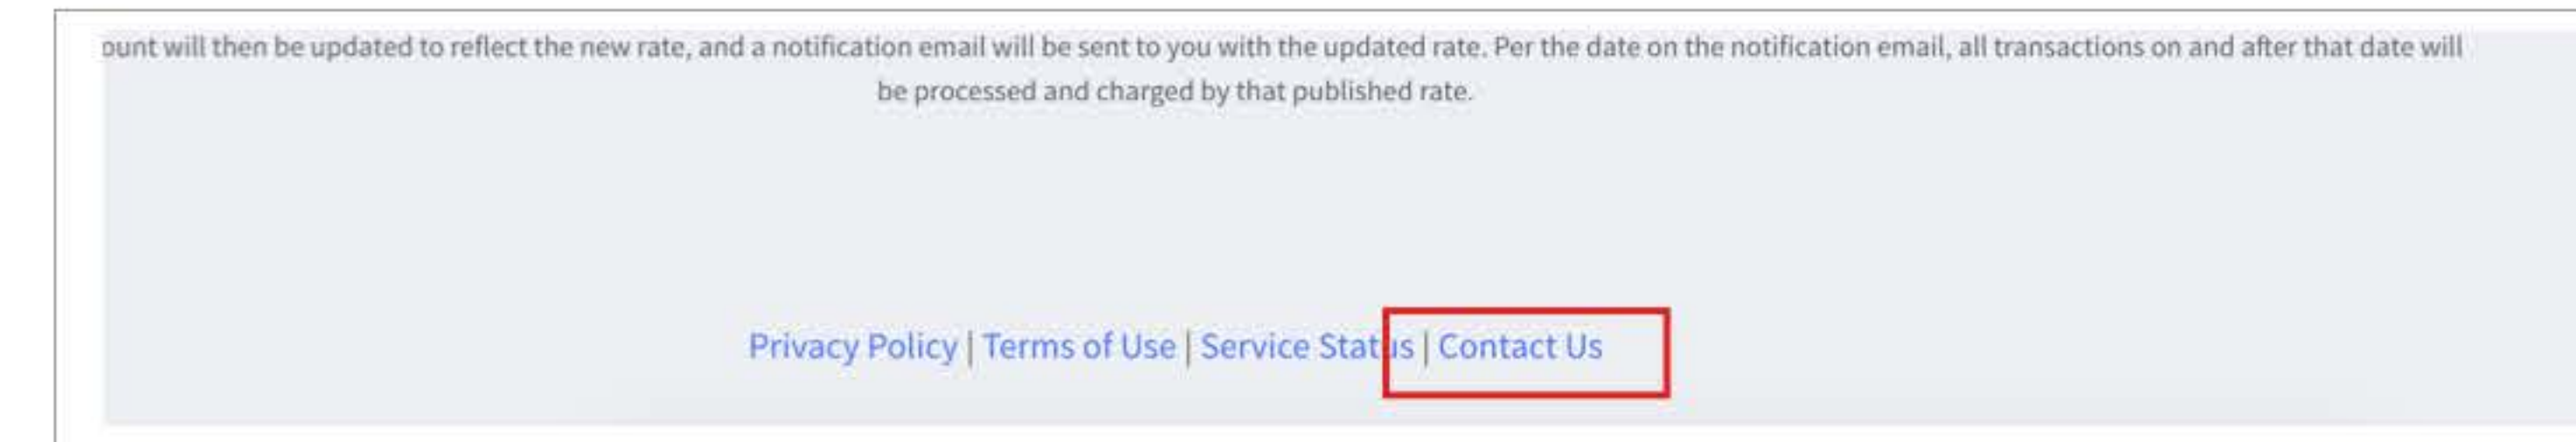 ount will then be updated to reflect the new rate, and a notification email will be sent to you with the updated rate. Per the date on the notification email, all transactions on and after that date will
be processed and charged by that published rate.
Privacy Policy | Terms of Use | Service Status | Contact Us